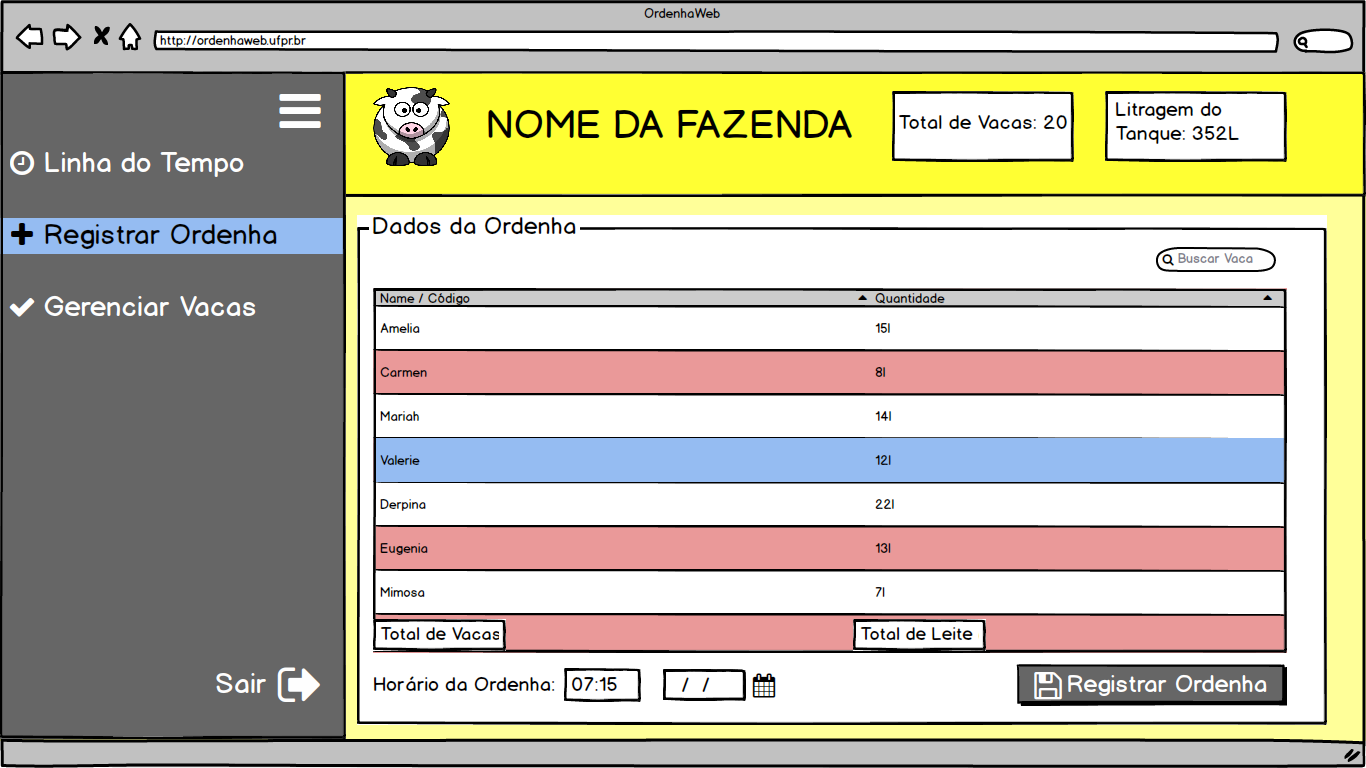 OrdenhaWeb
http://ordenhaweb.ufpr.br
NOME DA FAZENDA
Total de Vacas: 20
Litragem do
Tanque: 352L
Linha do Tempo
Registrar Ordenha
Gerenciar Vacas
Sair
Dados da Ordenha
Buscar Vaca
Name / Código Quantidade
Amelia 15l
Carmen 8l
Mariah 14l
Valerie 12l
Derpina 22l
Eugenia 13l
Mimosa 7l
Total de Vacas Total de Leite
Horário da Ordenha: 07:15 / / Registrar Ordenha